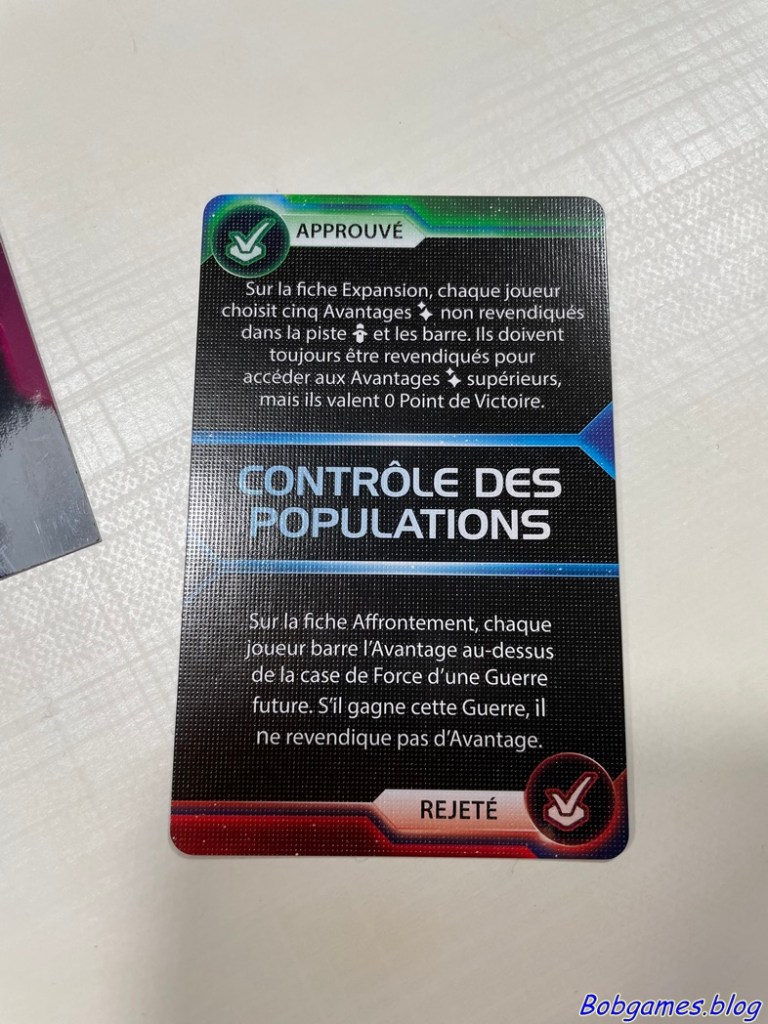 APPROUVÉ
Sur la fiche Expansion, chaque joueur
choisit cinq Avantages non revendiqués
dans la piste et les barre. Ils doivent
toujours être revendiqués pour
accéder aux Avantages supérieurs,
mais ils valent 0 Point de Victoire.
CONTRÔLE DES
POPULATIONS
Sur la fiche Affrontement, chaque
joueur barre l'Avantage au-dessus
de la case de Force d'une Guerre
future. S'il gagne cette Guerre, il
ne revendique pas d'Avantage.
REJETÉ
Bobgames.blog